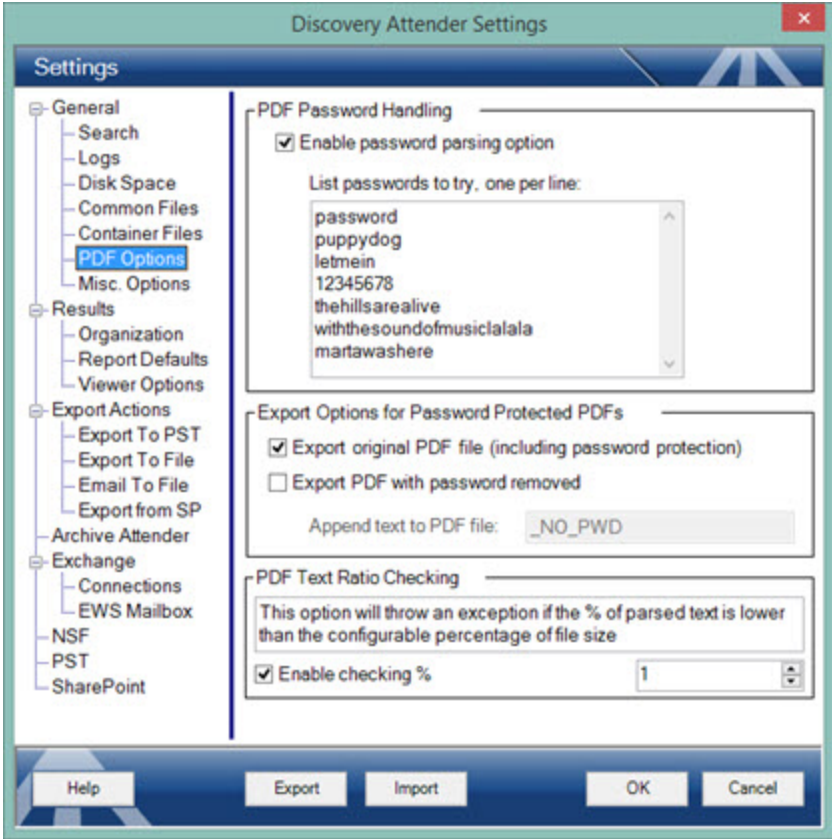 Discovery Attender Settings
Settings
General
Search
Logs
Disk Space
Common Files
Container Files
PDF Options
Misc. Options
Results
Organization
Report Defaults
Viewer Options
Export Actions
Export To PST
Export To File
Email To File
Export from SP
Archive Attender
Exchange
Connections
EWS Mailbox
NSF
PST
SharePoint
PDF Password Handling
Enable password parsing option
List passwords to try, one per line:
password
puppydog
letmein
12345678
thehillsarealive
withthesoundofmusiclalala
martawashere
Export Options for Password Protected PDFs
Export original PDF file (including password protection)
Export PDF with password removed
Append text to PDF file: _NO_PWD
PDF Text Ratio Checking
This option will throw an exception if the % of parsed text is lower
than the configurable percentage of file size
Enable checking % 1
Help Export Import OK Cancel